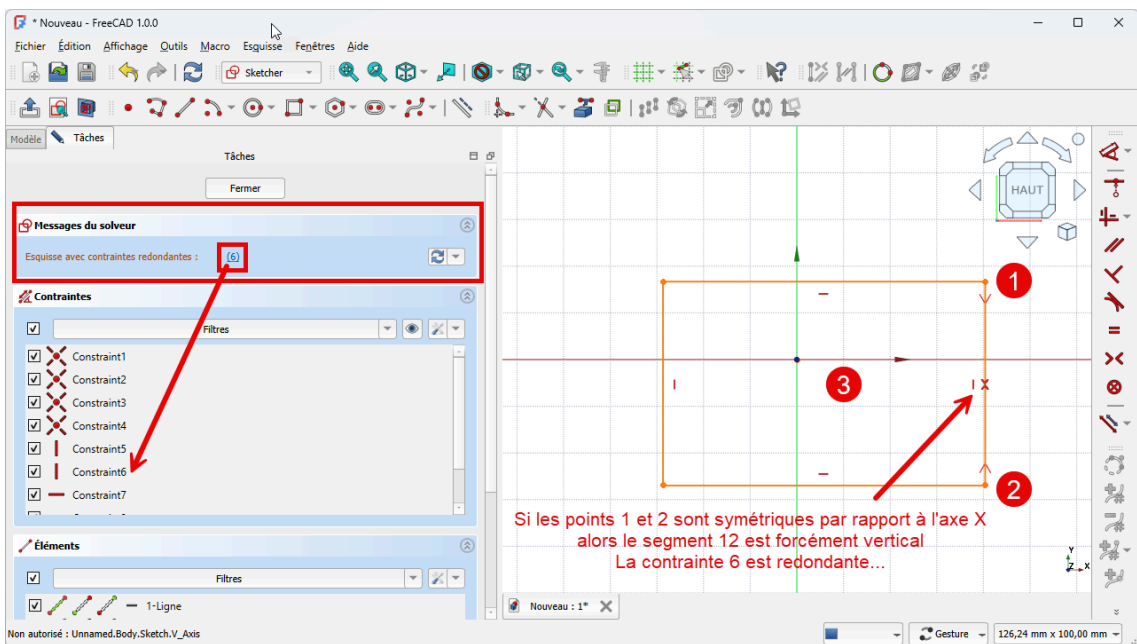 * Nouveau - FreeCAD 1.0.0
Fichier Édition Affichage Outils Macro Esquisse Fenêtres Aide
Sketcher
Modèle Tâches
Tâches
Fermer
Messages du solveur
Esquisse avec contraintes redondantes : (6)
Contraintes
Filtres
Constraint1
Constraint2
Constraint3
Constraint4
Constraint5
Constraint6
Constraint7
Éléments
Filtres
1-Ligne
HAUT
1
3
2
Si les points 1 et 2 sont symétriques par rapport à l'axe X
alors le segment 12 est forcément vertical
La contrainte 6 est redondante...
Y
Z X
Nouveau : 1*
Non autorisé : Unnamed.Body.Sketch.V_Axis
Gesture
126,24 mm x 100,00 mm